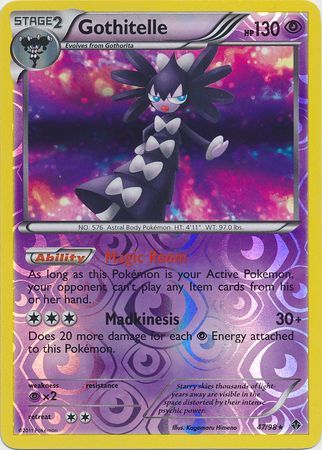 STAGE 2 Gothitelle HP 130
Evolves from Gothorita
NO. 576 Astral Body Pokémon HT: 4'11" WT: 97.0 lbs.
Ability Magic Room
As long as this Pokémon is your Active Pokémon,
your opponent can't play any Item cards from his
or her hand.
Madkinesis 30+
Does 20 more damage for each Energy attached
to this Pokémon.
weakness resistance
×2
retreat
Starry skies thousands of light-
years away are visible in the
space distorted by their intense
psychic power.
©2011 Pokémon Illus. Kagemaru Himeno 47/98 ★